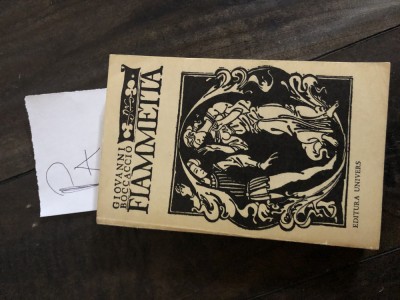 GIOVANNI
BOCCACCIO
FIAMMETTA
EDITURA UNIVERS